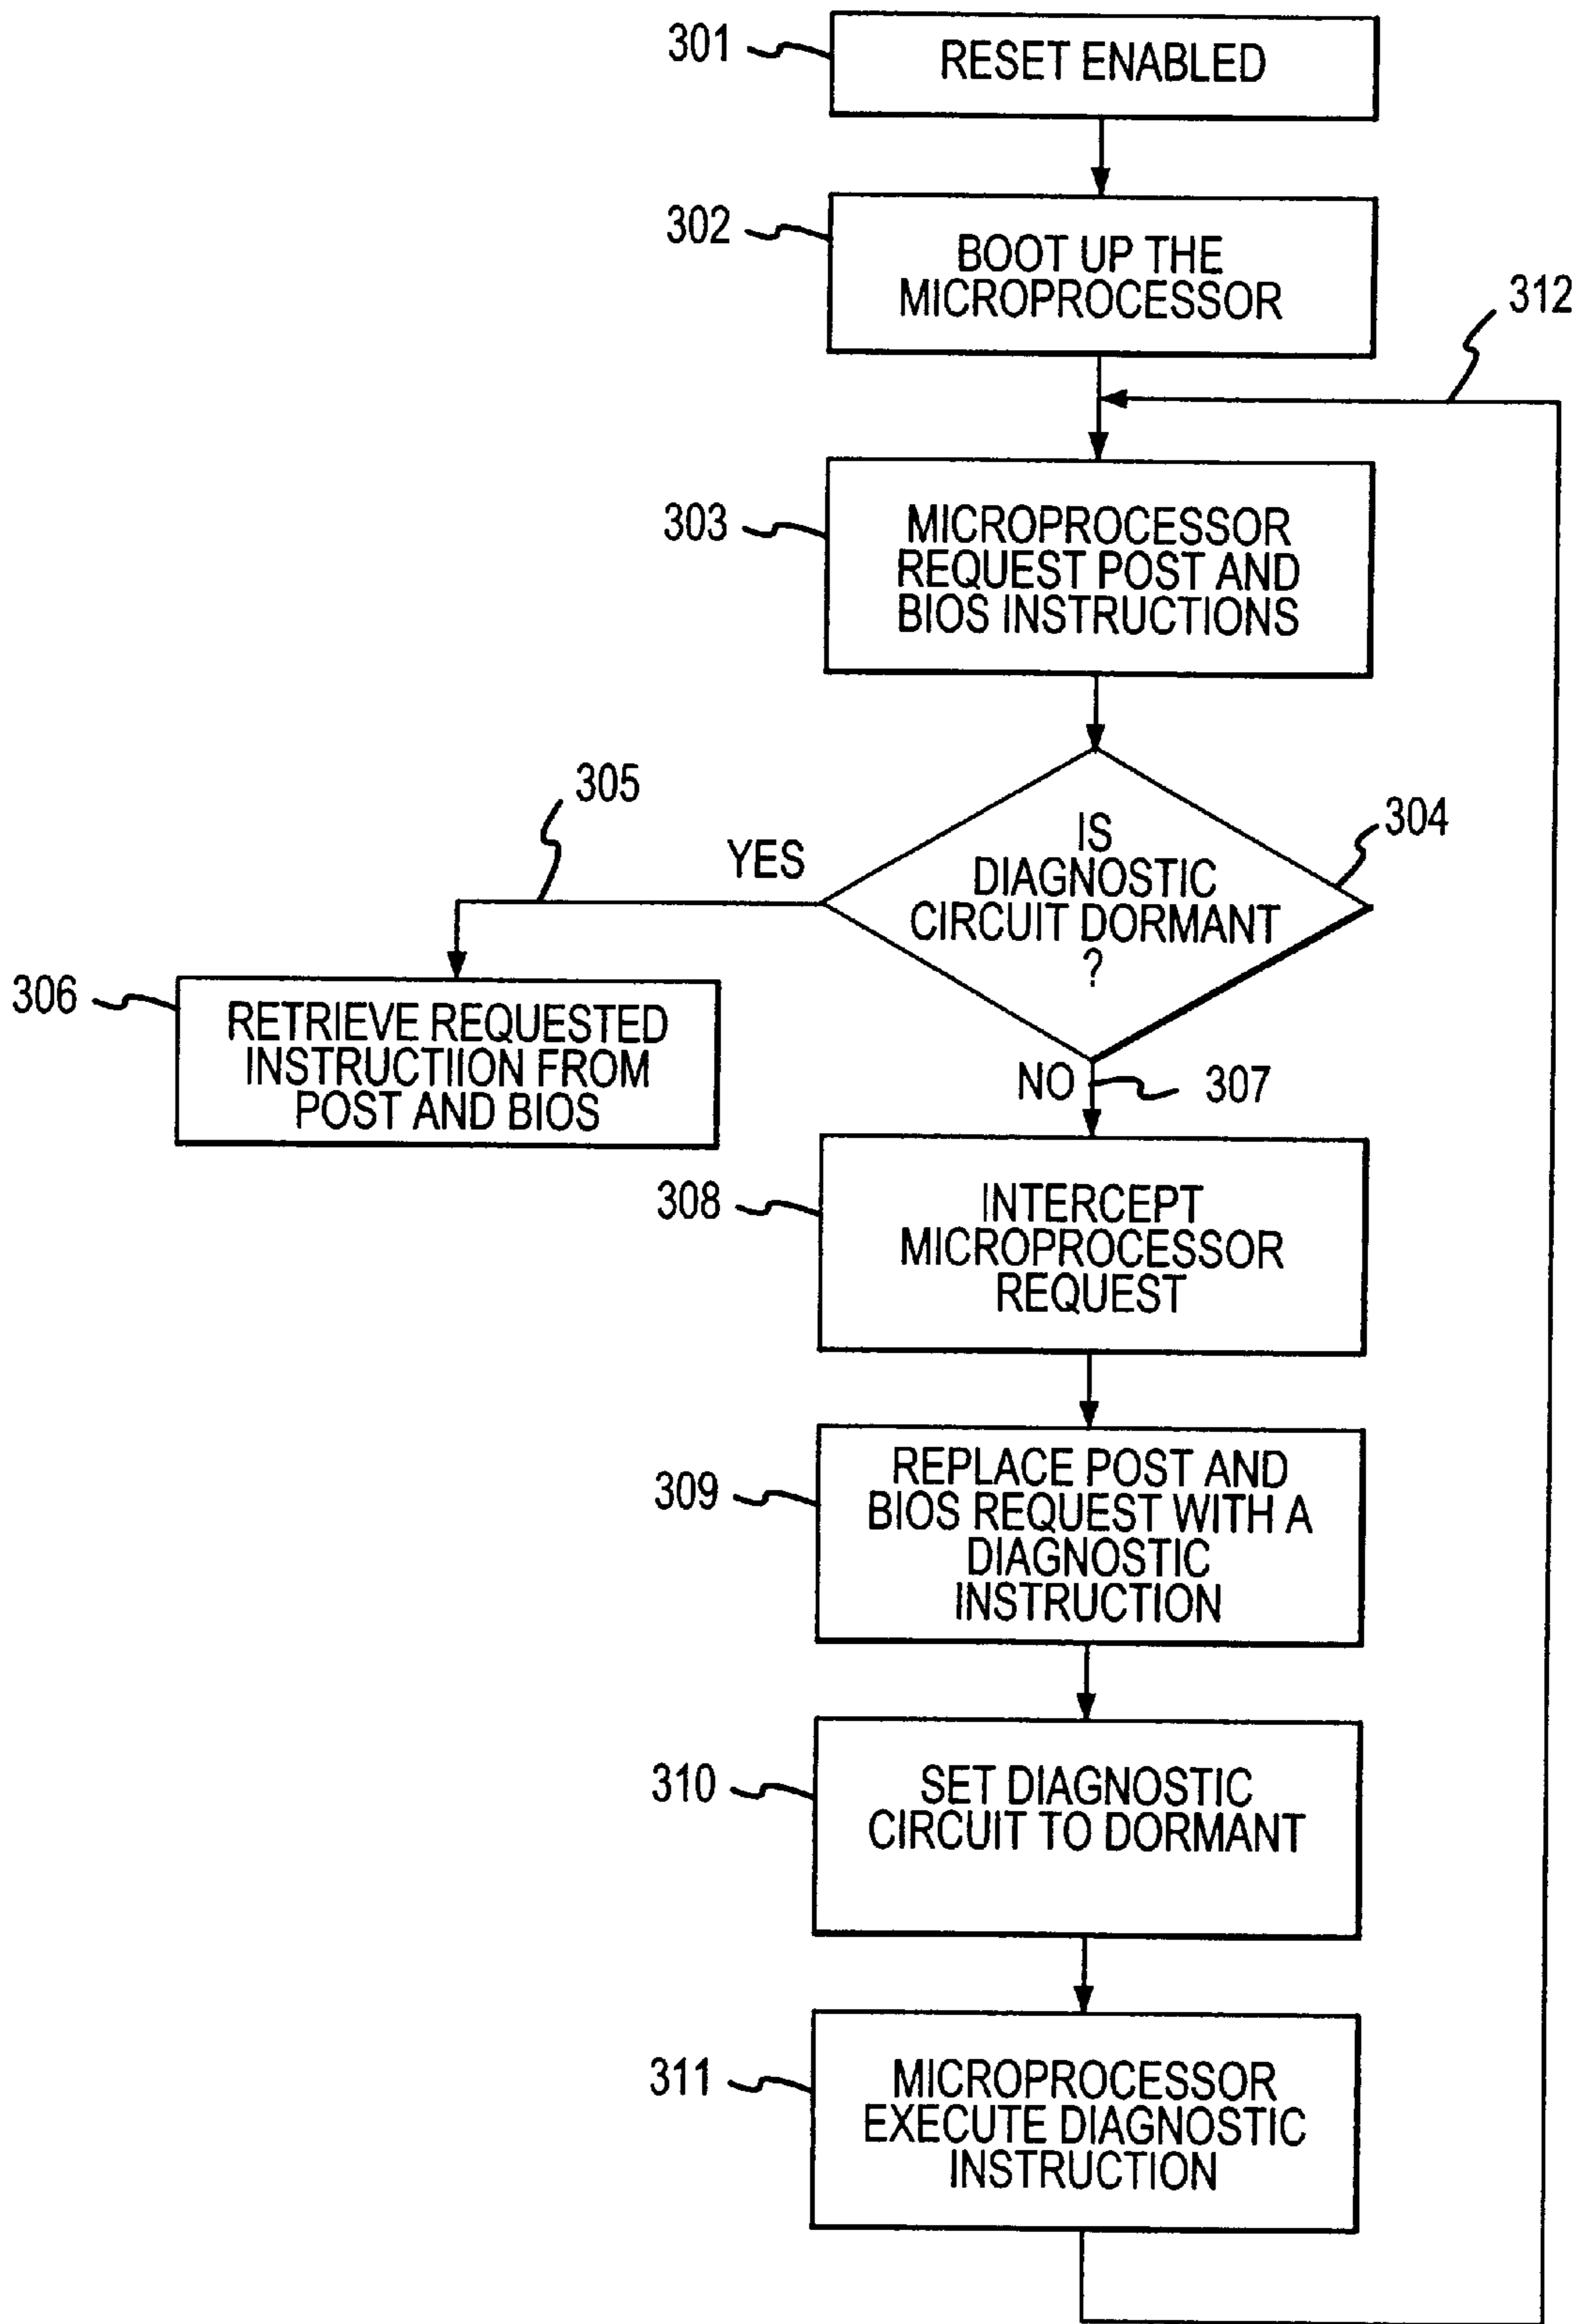 301
RESET ENABLED
302
BOOT UP THE
MICROPROCESSOR
312
303
MICROPROCESSOR
REQUEST POST AND
BIOS INSTRUCTIONS
305
YES
304
IS
DIAGNOSTIC
CIRCUIT DORMANT
?
306
RETRIEVE REQUESTED
INSTRUCTIION FROM
POST AND BIOS
NO
307
308
INTERCEPT
MICROPROCESSOR
REQUEST
309
REPLACE POST AND
BIOS REQUEST WITH A
DIAGNOSTIC
INSTRUCTION
310
SET DIAGNOSTIC
CIRCUIT TO DORMANT
311
MICROPROCESSOR
EXECUTE DIAGNOSTIC
INSTRUCTION